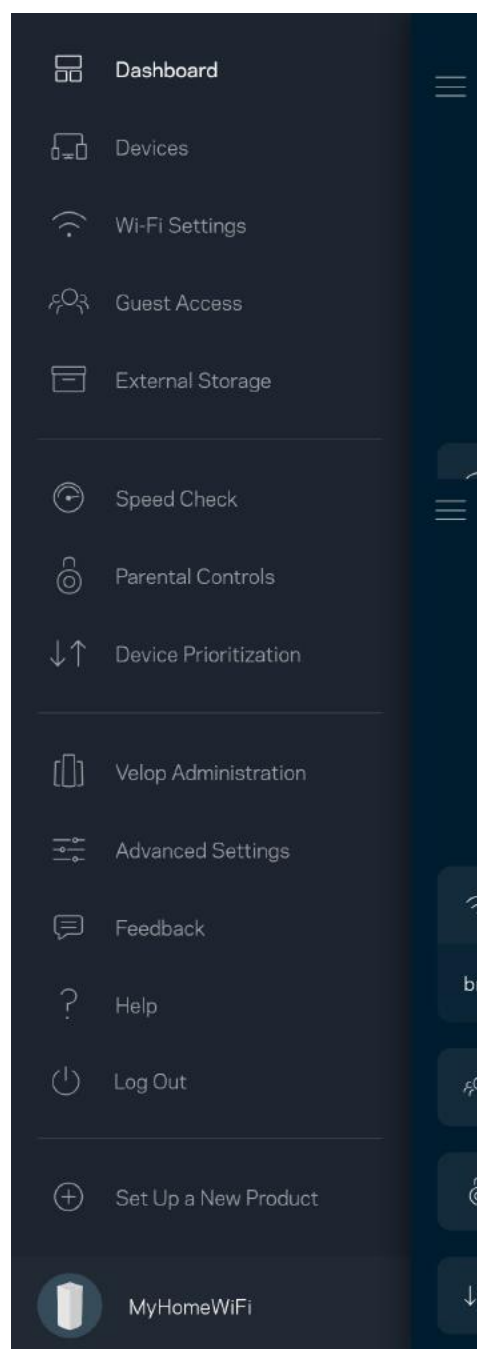 Dashboard
Devices
Wi-Fi Settings
Guest Access
External Storage
Speed Check
Parental Controls
Device Prioritization
Velop Administration
Advanced Settings
Feedback
Help
Log Out
Set Up a New Product
MyHomeWiFi